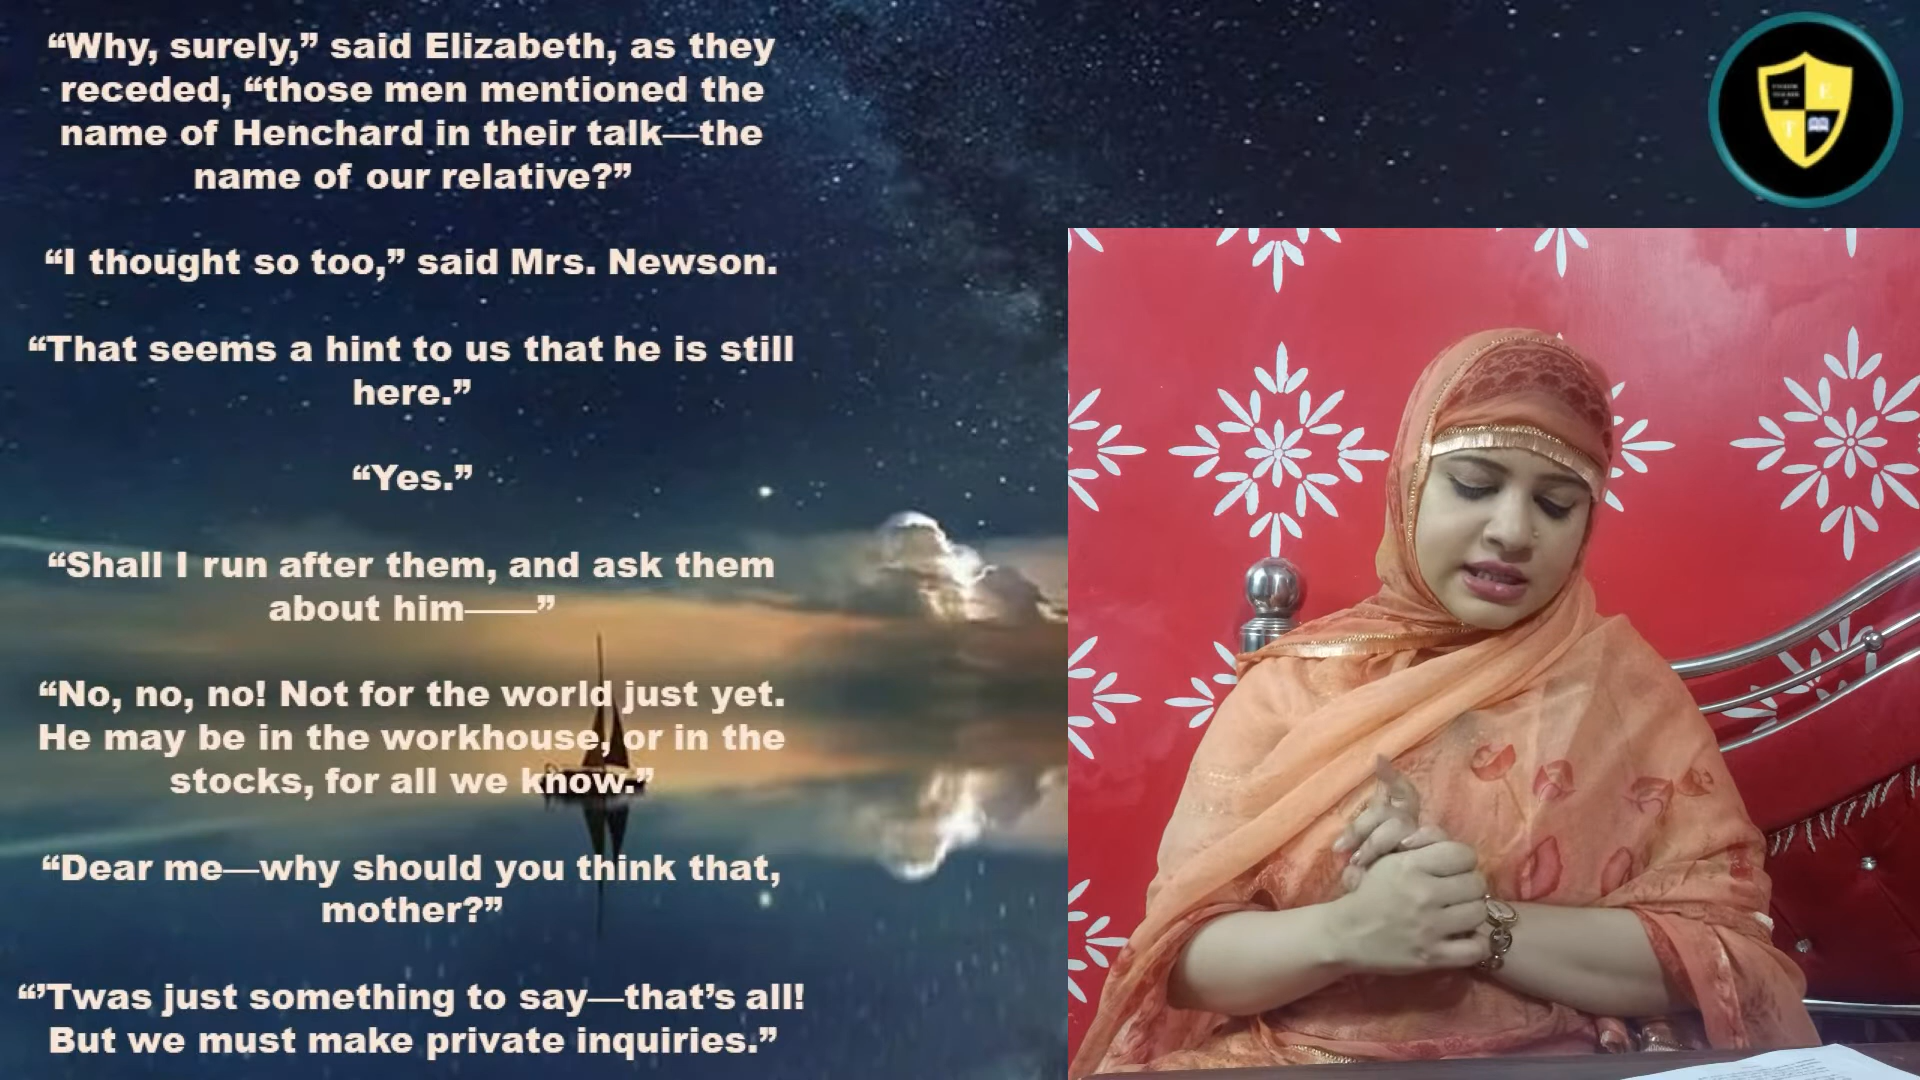 “Why, surely,” said Elizabeth, as they
receded, “those men mentioned the
name of Henchard in their talk—the
name of our relative?”
“I thought so too,” said Mrs. Newson.
“That seems a hint to us that he is still
here.”
“Yes.”
“Shall I run after them, and ask them
about him——”
“No, no, no! Not for the world just yet.
He may be in the workhouse, or in the
stocks, for all we know.”
“Dear me—why should you think that,
mother?”
“’Twas just something to say—that’s all!
But we must make private inquiries.”
E
T